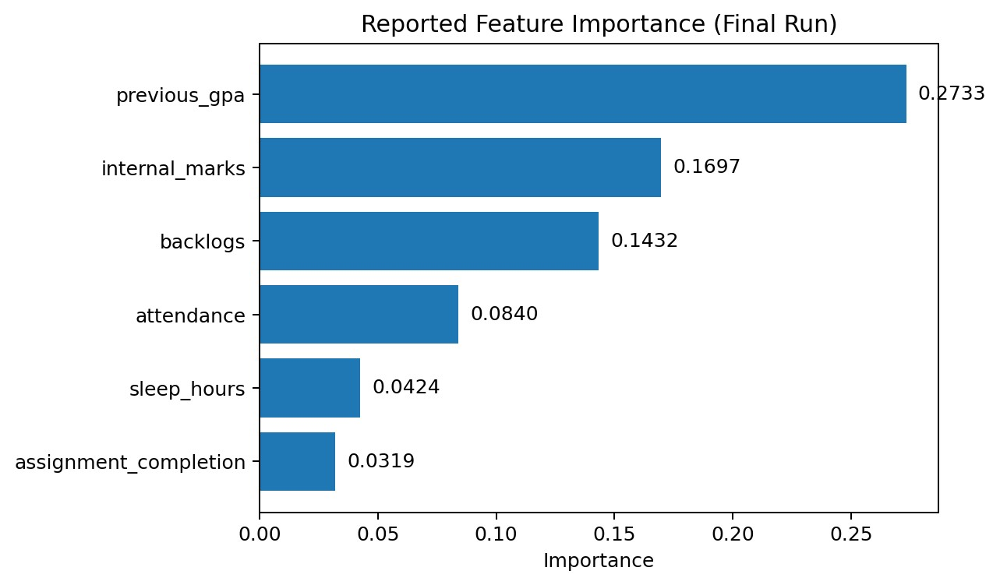 Reported Feature Importance (Final Run)
previous_gpa
0.2733
internal_marks
0.1697
backlogs
0.1432
attendance
0.0840
sleep_hours
0.0424
assignment_completion
0.0319
0.00 0.05 0.10 0.15 0.20 0.25
Importance